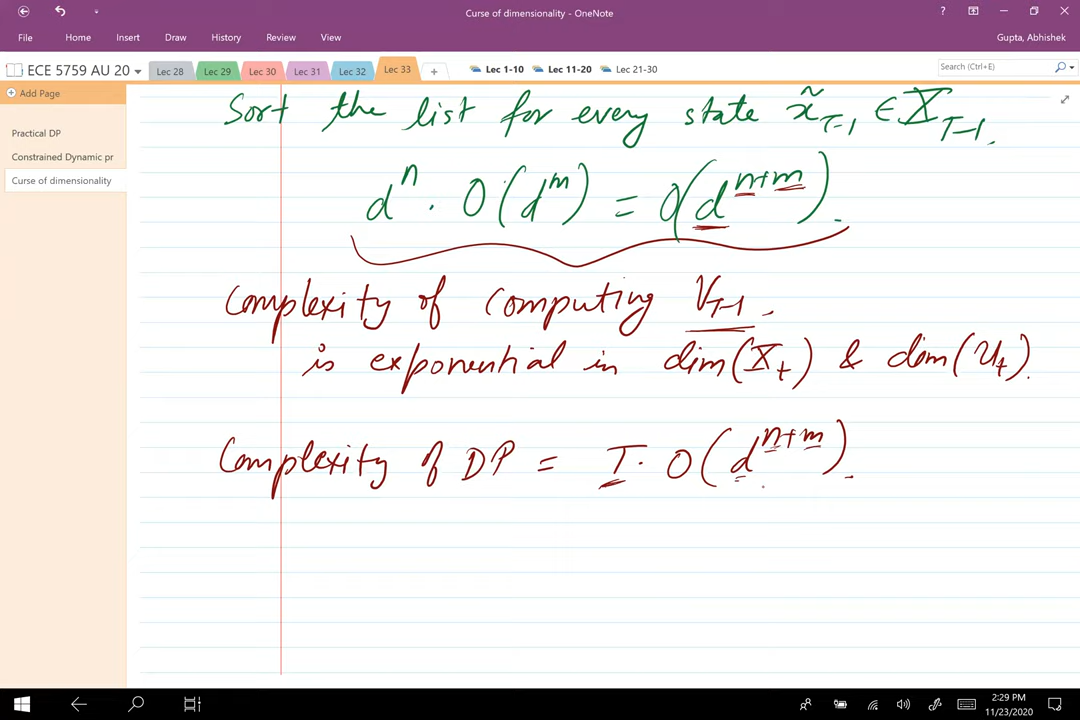 Curse of dimensionality - OneNote
?
File Home Insert Draw History Review View
Gupta, Abhishek
ECE 5759 AU 20
Lec 28 Lec 29 Lec 30 Lec 31 Lec 32 Lec 33 + Lec 1-10 Lec 11-20 Lec 21-30
Search (Ctrl+E)
Add Page
Practical DP
Constrained Dynamic pr
Curse of dimensionality
Sort the list for every state x̃_{T-1} ∈ X_{T-1}.
d^n · O(d^m) = O(d^{n+m}).
Complexity of computing V_{T-1}.
is exponential in dim(X_t) & dim(U_t).
Complexity of DP = T · O(d^{n+m}).
2:29 PM
11/23/2020